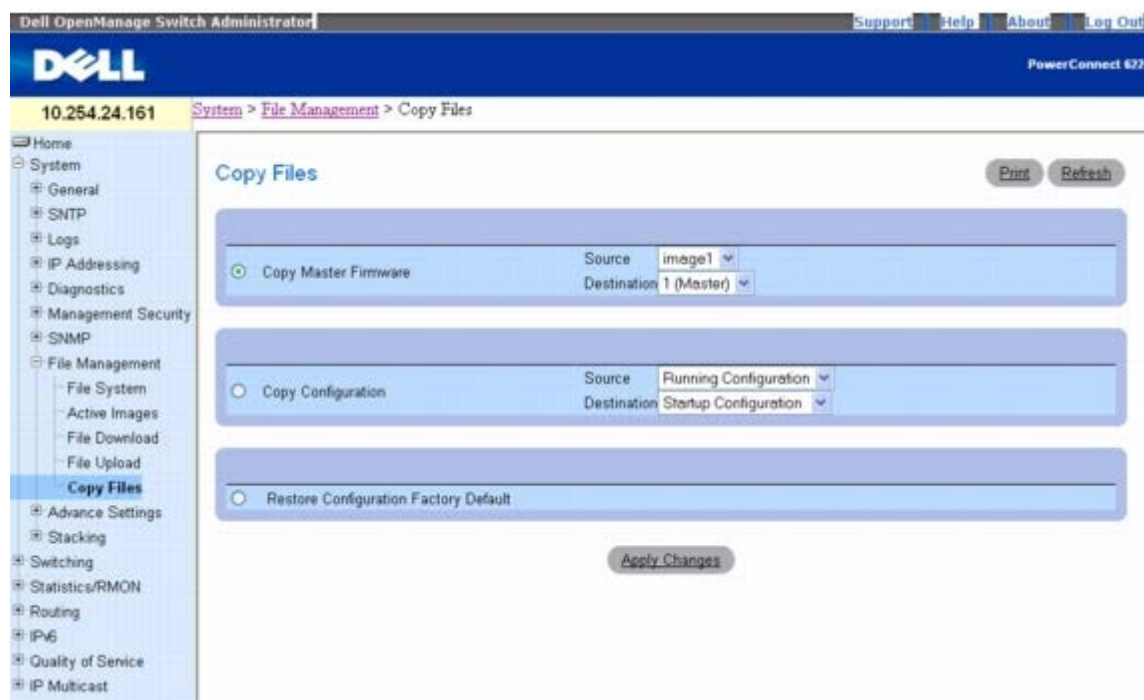 Dell OpenManage Switch Administrator
Support Help About Log Out
DELL
PowerConnect 622
10.254.24.161
System > File Management > Copy Files
Home
System
General
SNTP
Logs
IP Addressing
Diagnostics
Management Security
SNMP
File Management
File System
Active Images
File Download
File Upload
Copy Files
Advance Settings
Stacking
Switching
Statistics/RMON
Routing
IPv6
Quality of Service
IP Multicast
Copy Files
Print Refresh
Copy Master Firmware
Source image1
Destination 1 (Master)
Copy Configuration
Source Running Configuration
Destination Startup Configuration
Restore Configuration Factory Default
Apply Changes